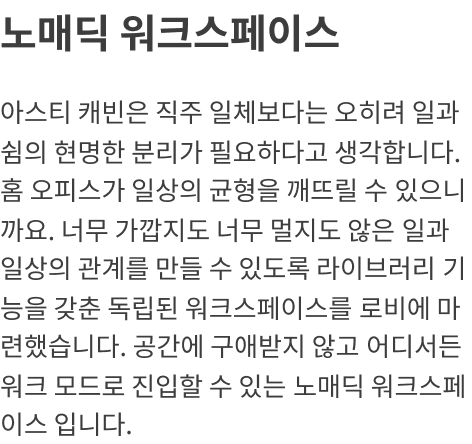 노매딕 워크스페이스
아스티 캐빈은 직주 일체보다는 오히려 일과
쉼의 현명한 분리가 필요하다고 생각합니다.
홈 오피스가 일상의 균형을 깨뜨릴 수 있으니
까요. 너무 가깝지도 너무 멀지도 않은 일과
일상의 관계를 만들 수 있도록 라이브러리 기
능을 갖춘 독립된 워크스페이스를 로비에 마
련했습니다. 공간에 구애받지 않고 어디서든
워크 모드로 진입할 수 있는 노매딕 워크스페
이스 입니다.